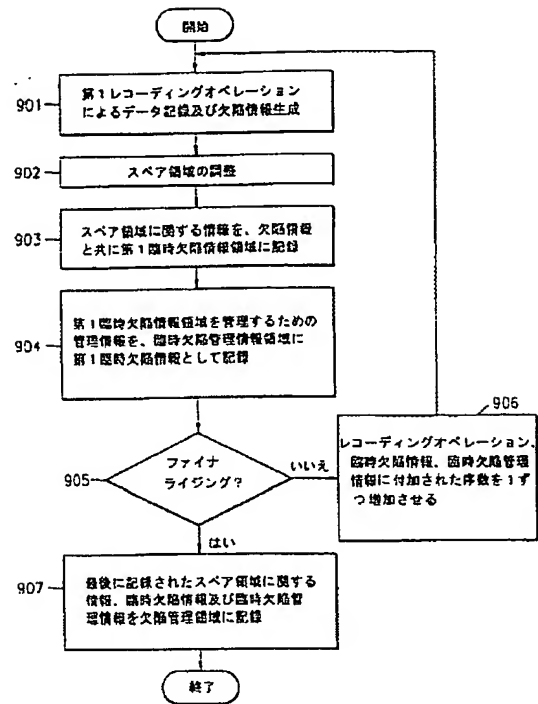 開始
901
第1レコーディングオペレーション
によるデータ記録及び欠陥情報生成
902
スペア領域の調整
903
スペア領域に関する情報を、欠陥情報
と共に第1臨時欠陥情報領域に記録
904
第1臨時欠陥情報領域を管理するための
管理情報を、臨時欠陥管理情報領域に
第1臨時欠陥情報として記録
905
ファイナ
ライジング?
いいえ
906
レコーディングオペレーション、
臨時欠陥情報、臨時欠陥管理
情報に付加された序数を1ず
つ増加させる
はい
907
最後に記録されたスペア領域に関する
情報、臨時欠陥情報及び臨時欠陥管
理情報を欠陥管理領域に記録
終了